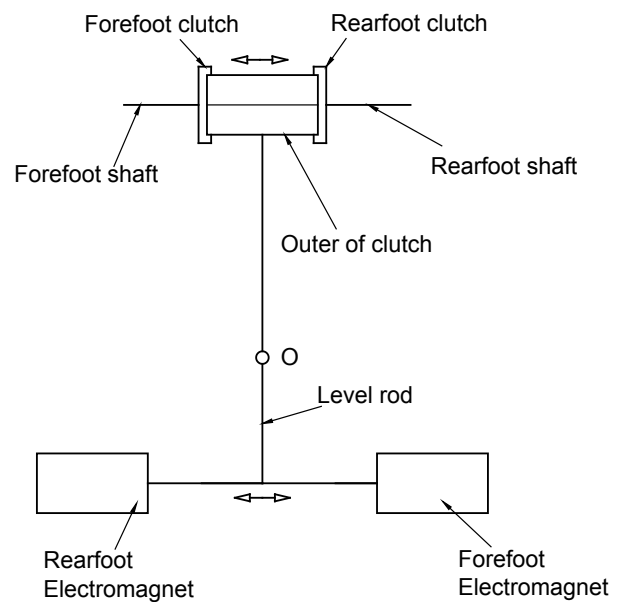 Forefoot clutch
Rearfoot clutch
Forefoot shaft
Rearfoot shaft
Outer of clutch
O
Level rod
Rearfoot
Electromagnet
Forefoot
Electromagnet